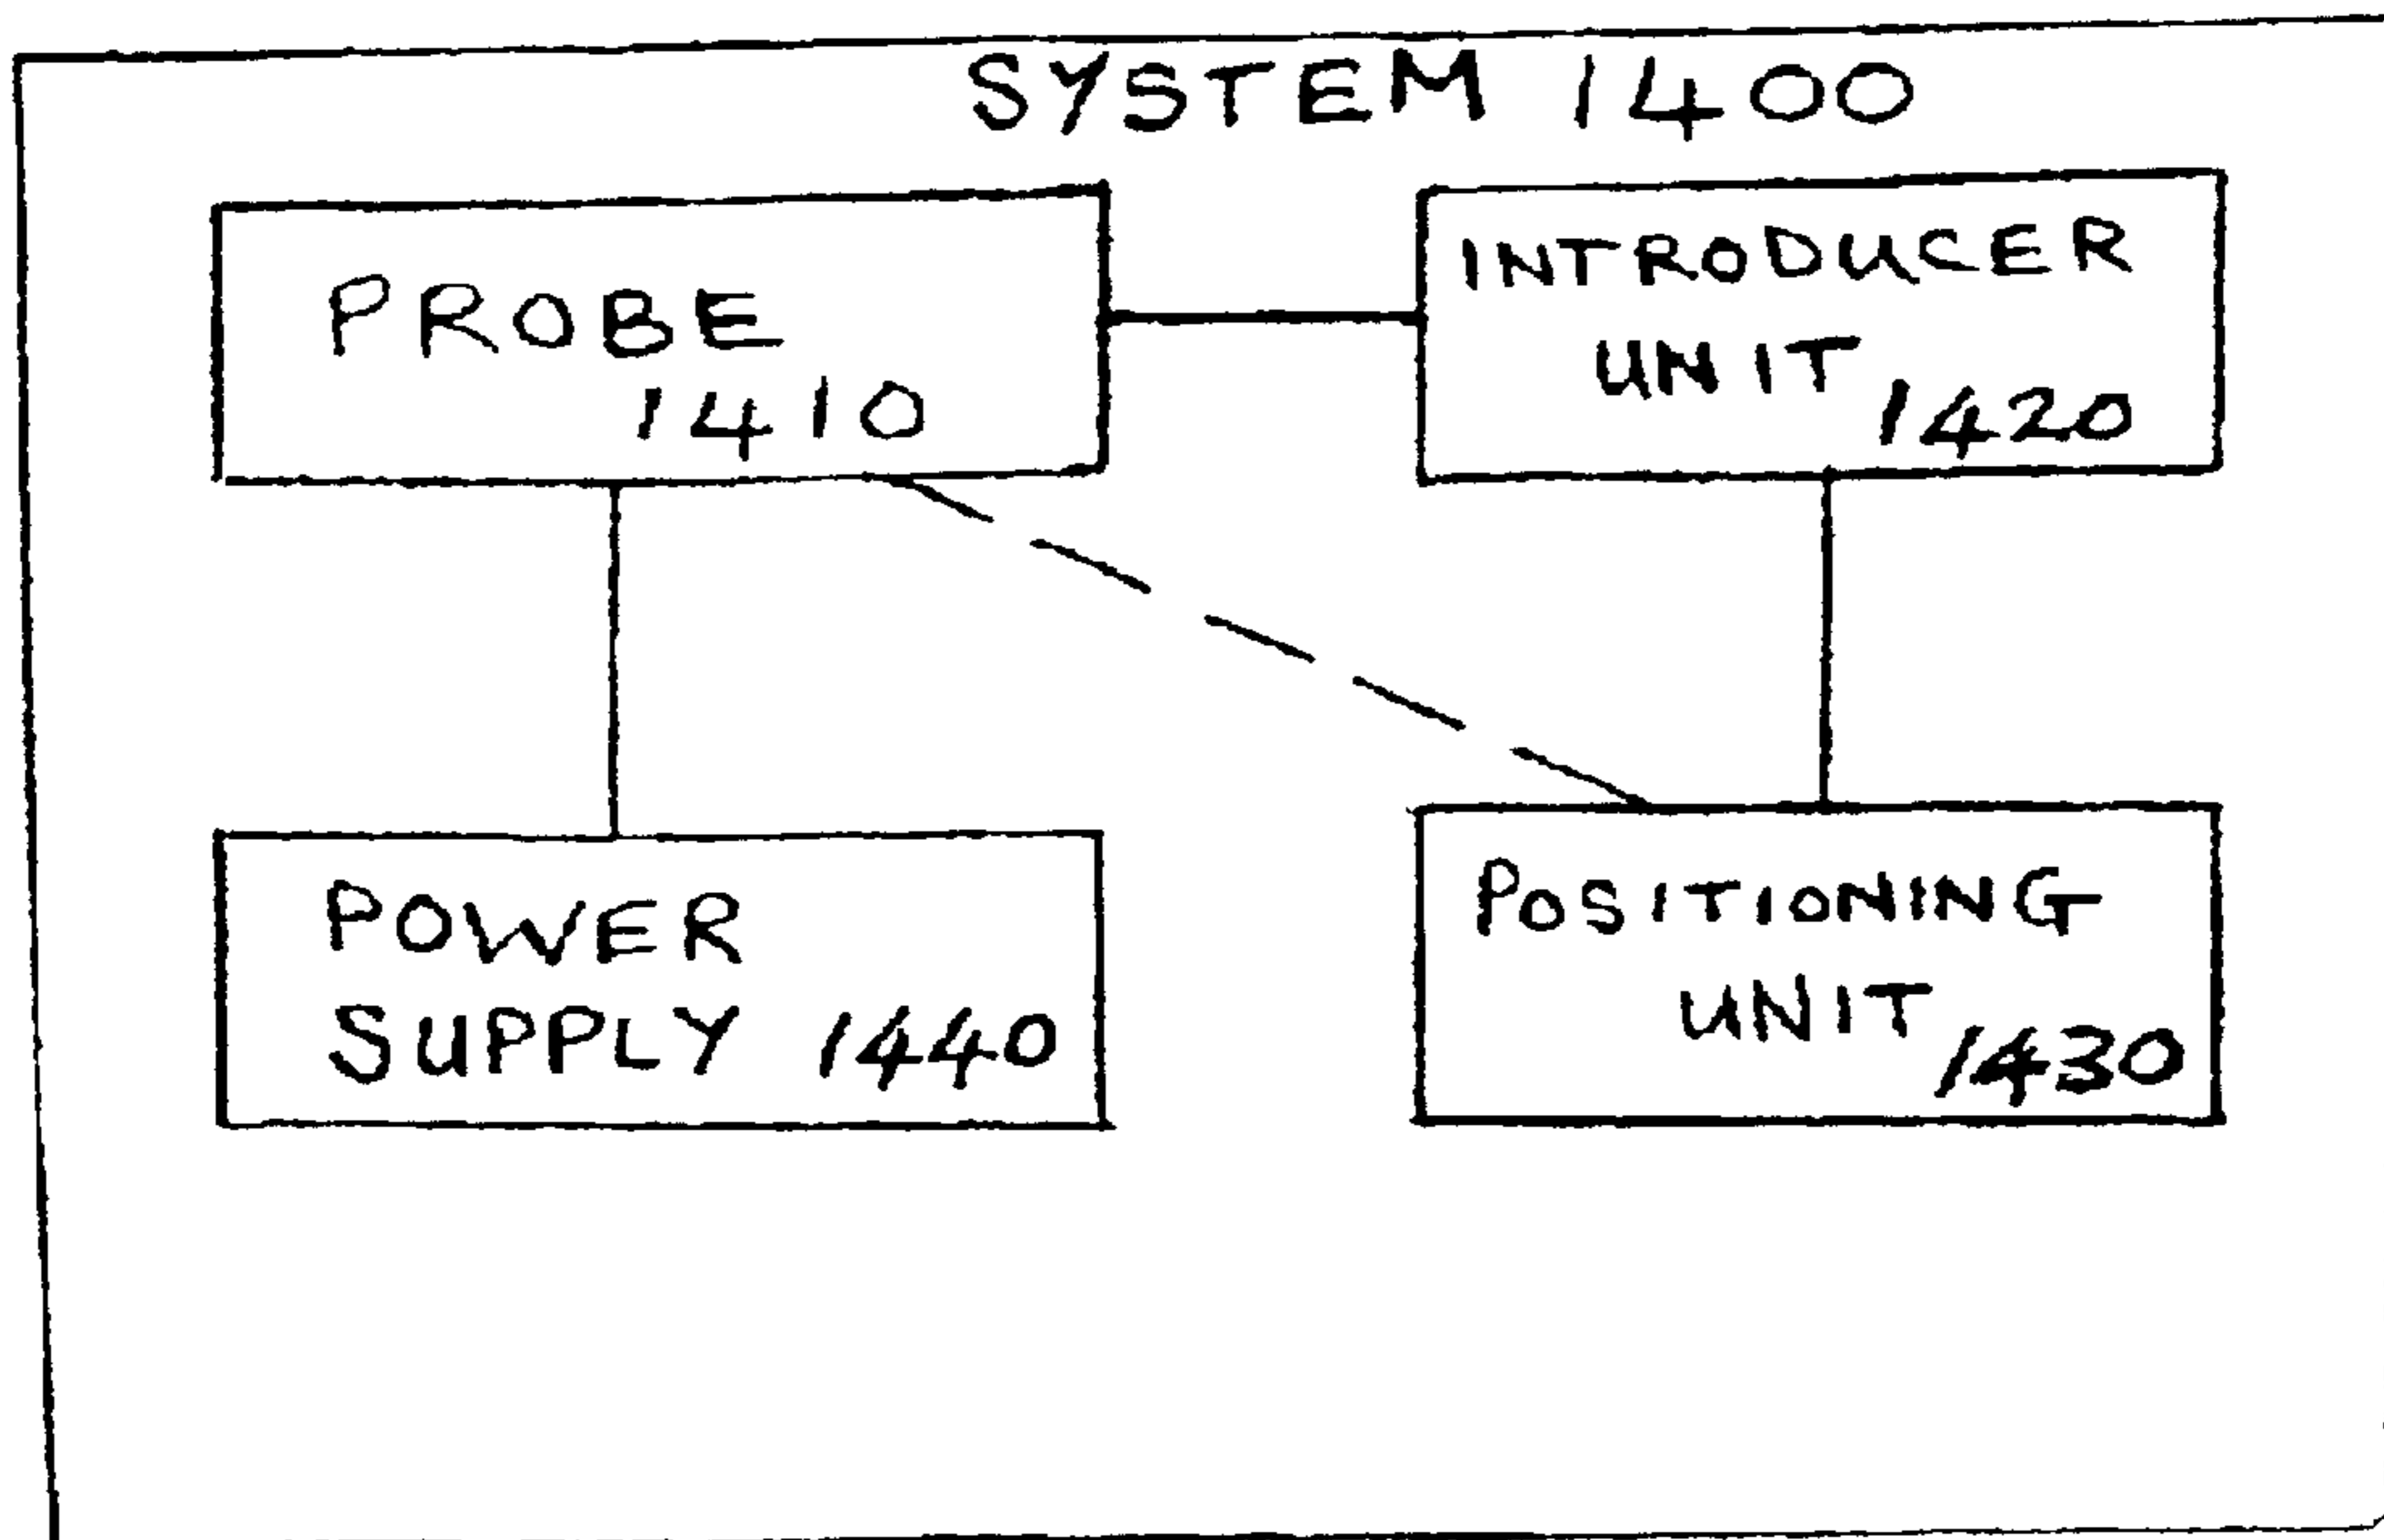 SYSTEM 1400
PROBE
1410
INTRODUCER
UNIT 1420
POWER
SUPPLY 1440
POSITIONING
UNIT 1430